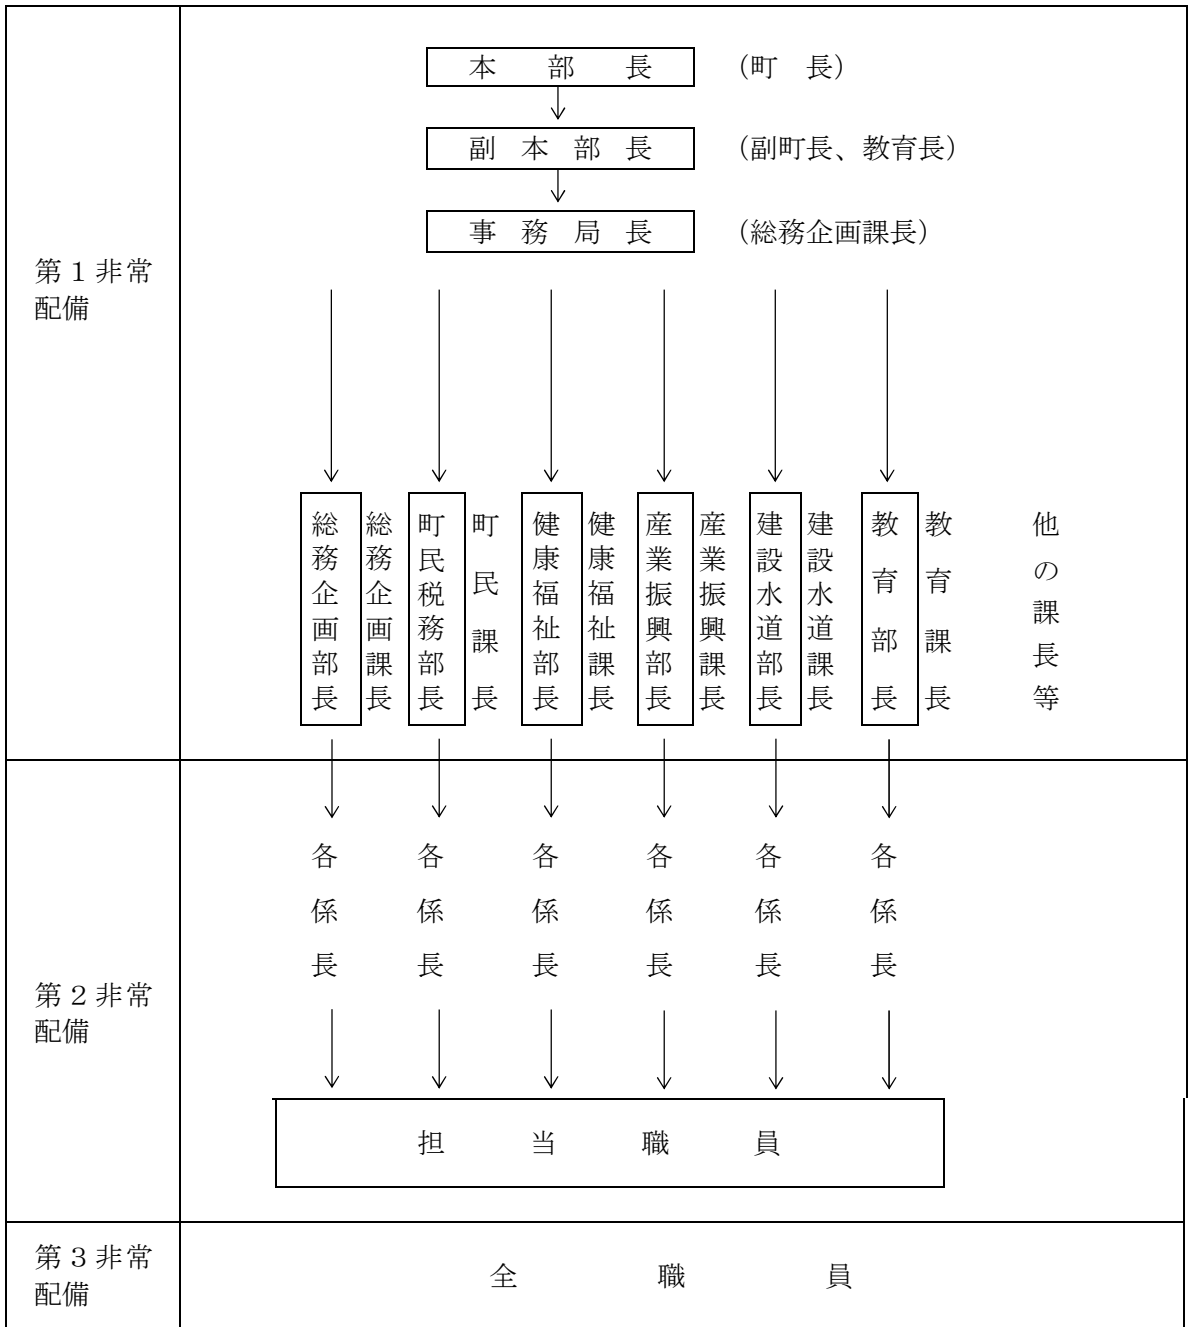 第１非常
配備
本部長
（町　長）
副本部長
（副町長、教育長）
事務局長
（総務企画課長）
総務企画部長
総務企画課長
町民税務部長
町民課長
健康福祉部長
健康福祉課長
産業振興部長
産業振興課長
建設水道部長
建設水道課長
教育部長
教育課長
他の課長等
第２非常
配備
各係長
各係長
各係長
各係長
各係長
各係長
担当職員
第３非常
配備
全職員